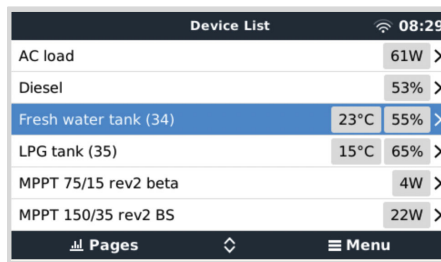 Device List 08:29
AC load 61W
Diesel 53%
Fresh water tank (34) 23°C 55%
LPG tank (35) 15°C 65%
MPPT 75/15 rev2 beta 4W
MPPT 150/35 rev2 BS 22W
Pages Menu